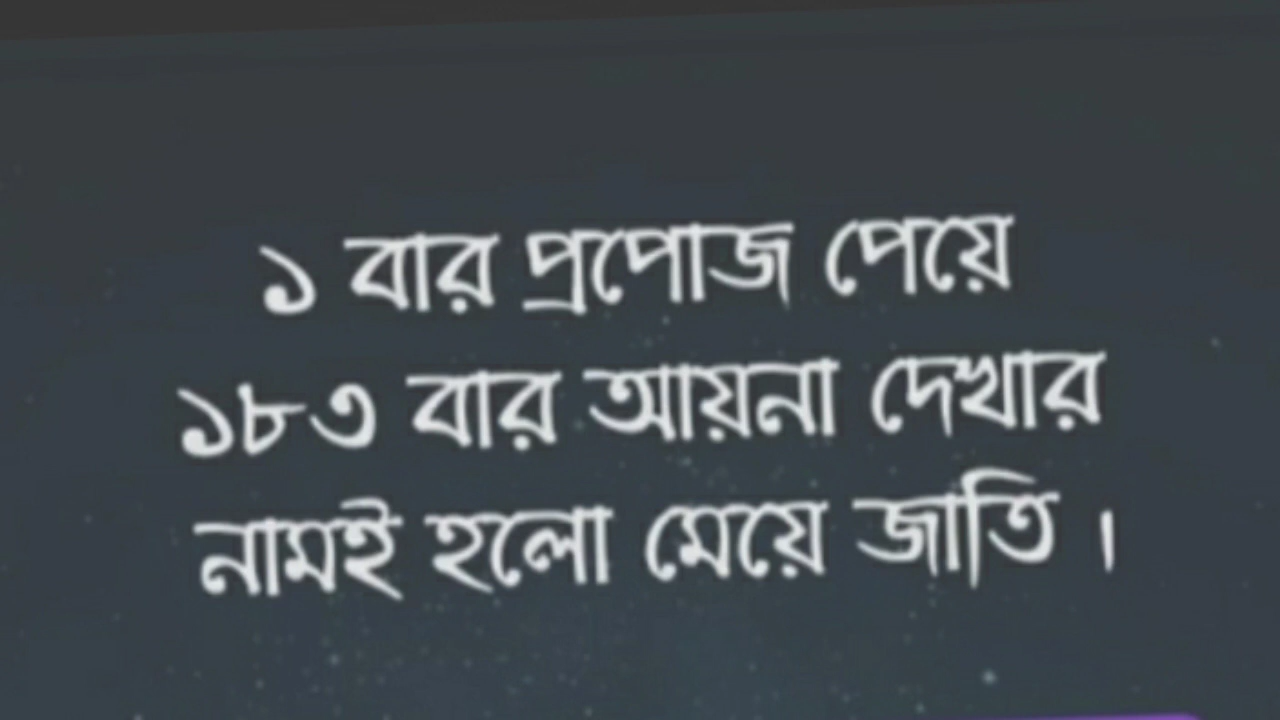 ১ বার প্রপোজ পেয়ে
১৮৩ বার আয়না দেখার
নামই হলো মেয়ে জাতি ।